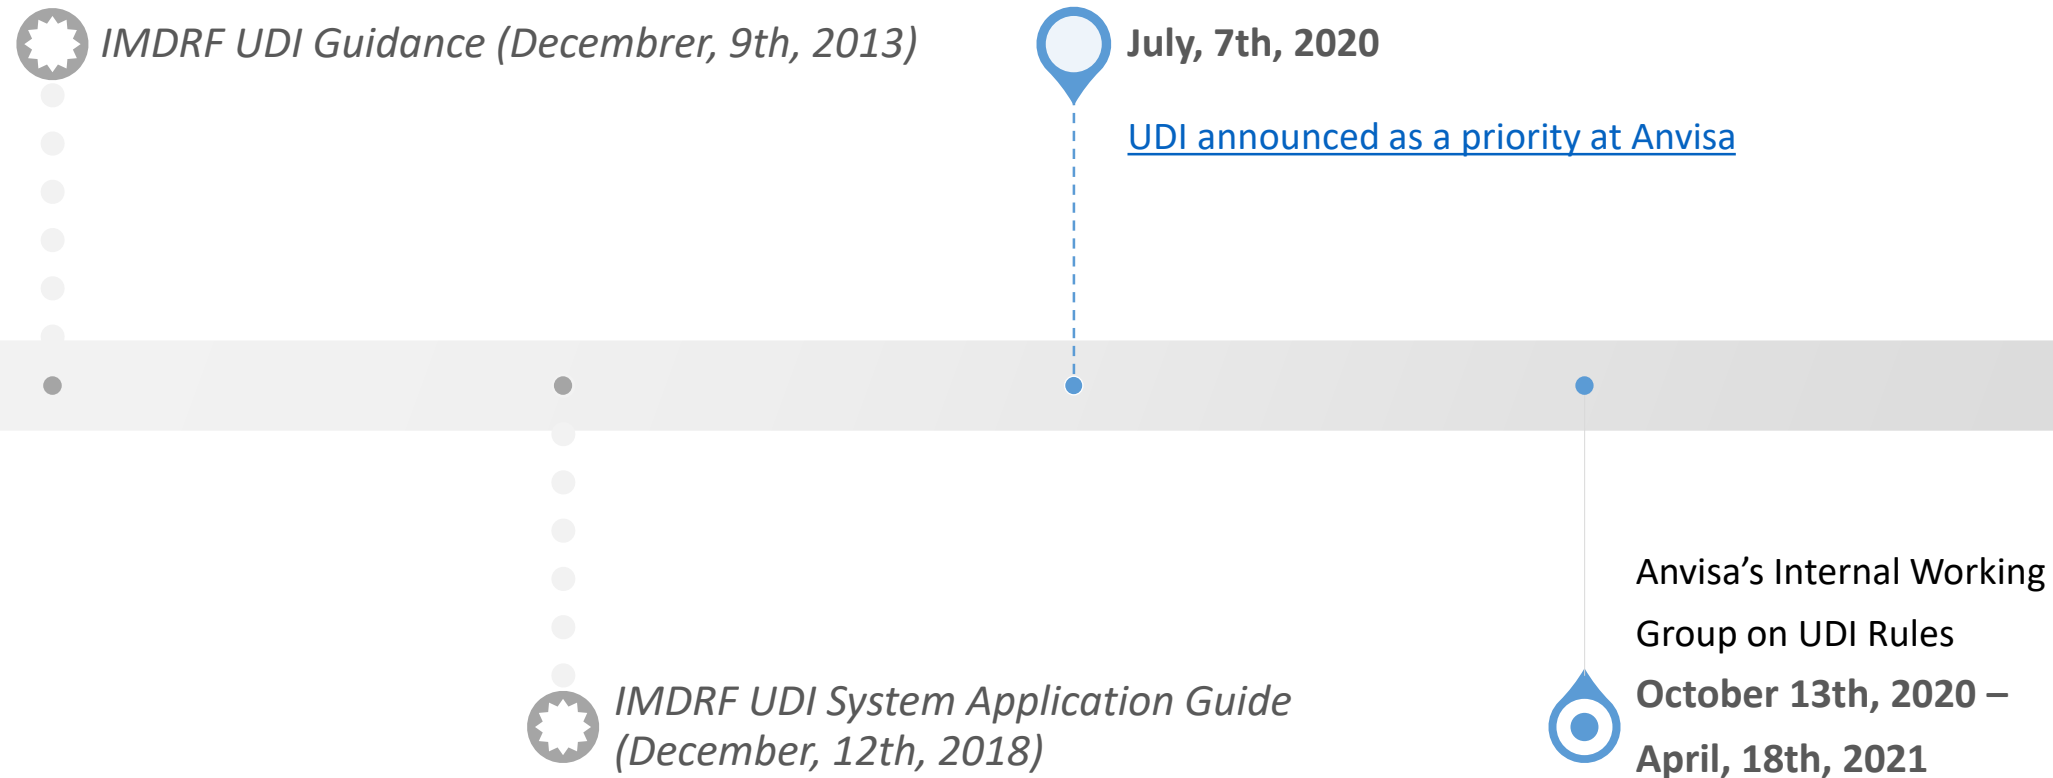 IMDRF UDI Guidance (Decembrer, 9th, 2013)
July, 7th, 2020
UDI announced as a priority at Anvisa
IMDRF UDI System Application Guide
(December, 12th, 2018)
Anvisa’s Internal Working
Group on UDI Rules
October 13th, 2020 –
April, 18th, 2021